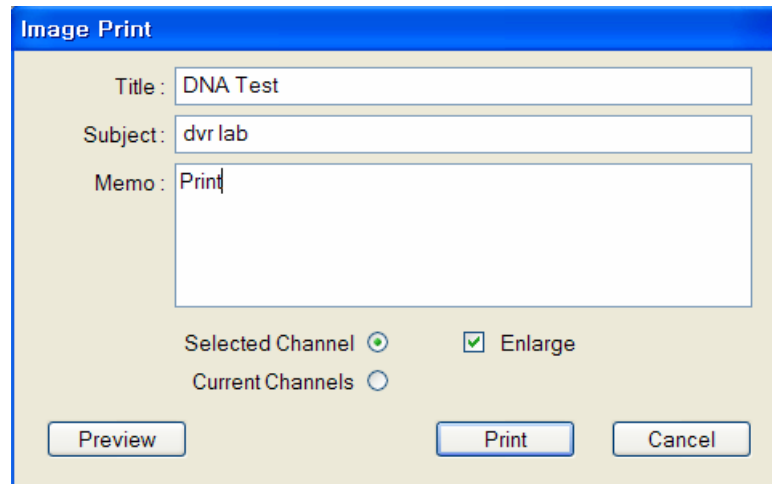 Image Print
Title : DNA Test
Subject : dvr lab
Memo : Print
Selected Channel Enlarge
Current Channels
Preview Print Cancel